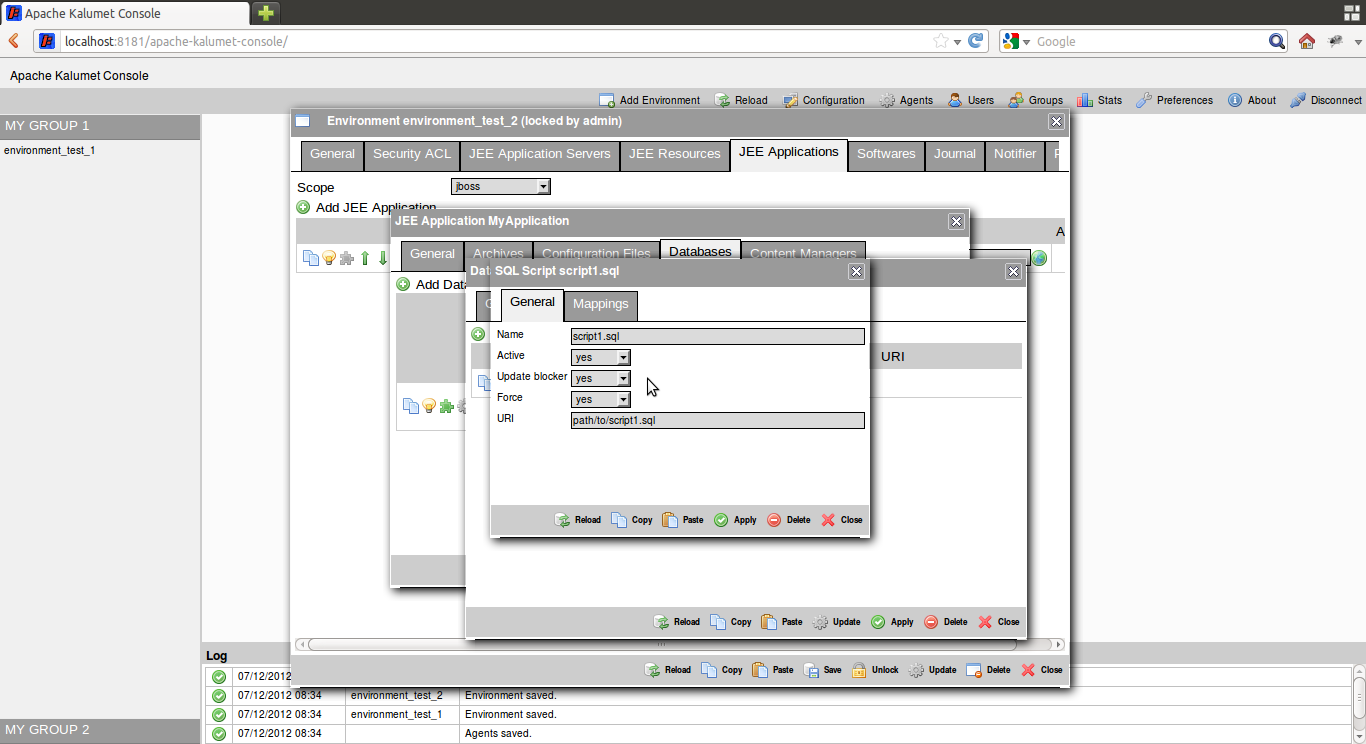 Apache Kalumet Console
localhost:8181/apache-kalumet-console/
Google
Apache Kalumet Console
Add Environment Reload Configuration Agents Users Groups Stats Preferences About Disconnect
MY GROUP 1
environment_test_1
Environment environment_test_2 (locked by admin)
General Security ACL JEE Application Servers JEE Resources JEE Applications Softwares Journal Notifier
Scope jboss
Add JEE Application
A
JEE Application MyApplication
General Archives Configuration Files Databases Content Managers
Add Data
Dat
SQL Script script1.sql
General Mappings
URI
Name script1.sql
Active yes
Update blocker yes
Force yes
URI path/to/script1.sql
Reload Copy Paste Apply Delete Close
Reload Copy Paste Update Apply Delete Close
Reload Copy Paste Save Unlock Update Delete Close
Log
07/12/2012
07/12/2012 08:34 environment_test_2 Environment saved.
07/12/2012 08:34 environment_test_1 Environment saved.
07/12/2012 08:34 Agents saved.
MY GROUP 2